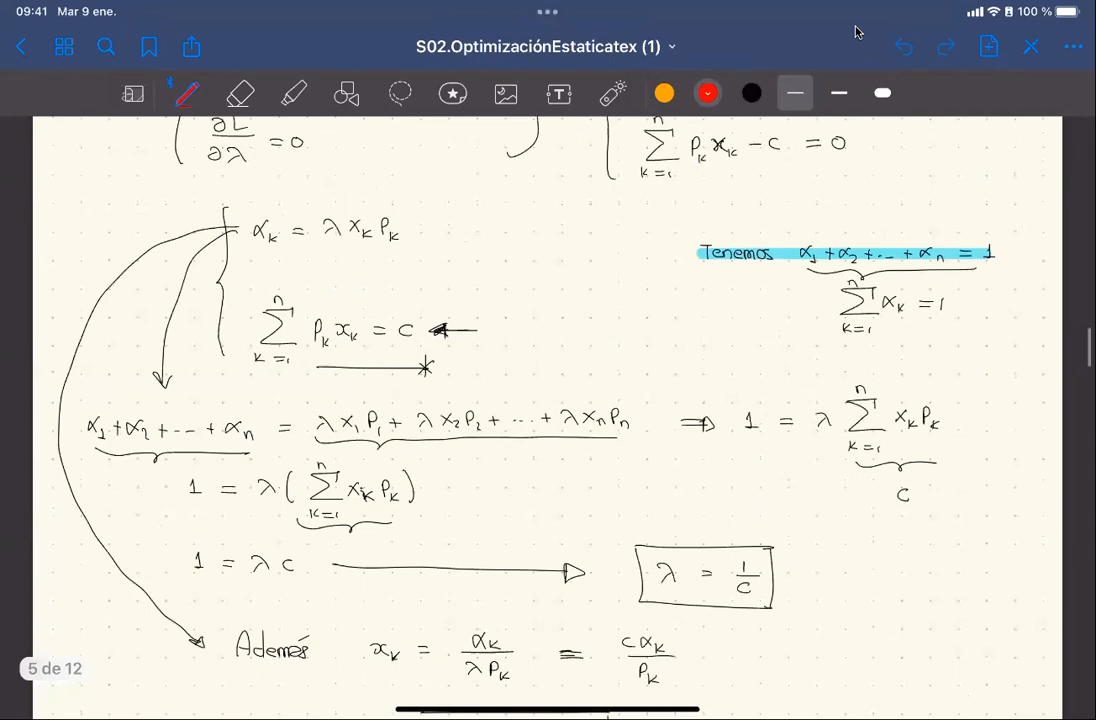 09:41 Mar 9 ene. 100 %
S02.OptimizaciónEstaticatex (1)
∂L/∂λ = 0
∑_{k=1}^{n} P_k x_k − c = 0
α_k = λ x_k P_k
Tenemos α_1 + α_2 + ... + α_n = 1
∑_{k=1}^{n} α_k = 1
∑_{k=1}^{n} P_k x_k = c
α_1 + α_2 + ... + α_n = λ x_1 P_1 + λ x_2 P_2 + ... + λ x_n P_n ⟹ 1 = λ ∑_{k=1}^{n} x_k P_k
c
1 = λ ( ∑_{k=1}^{n} x_k P_k )
1 = λ c → λ = 1/c
Además x_k = α_k / λ P_k = c α_k / P_k
5 de 12